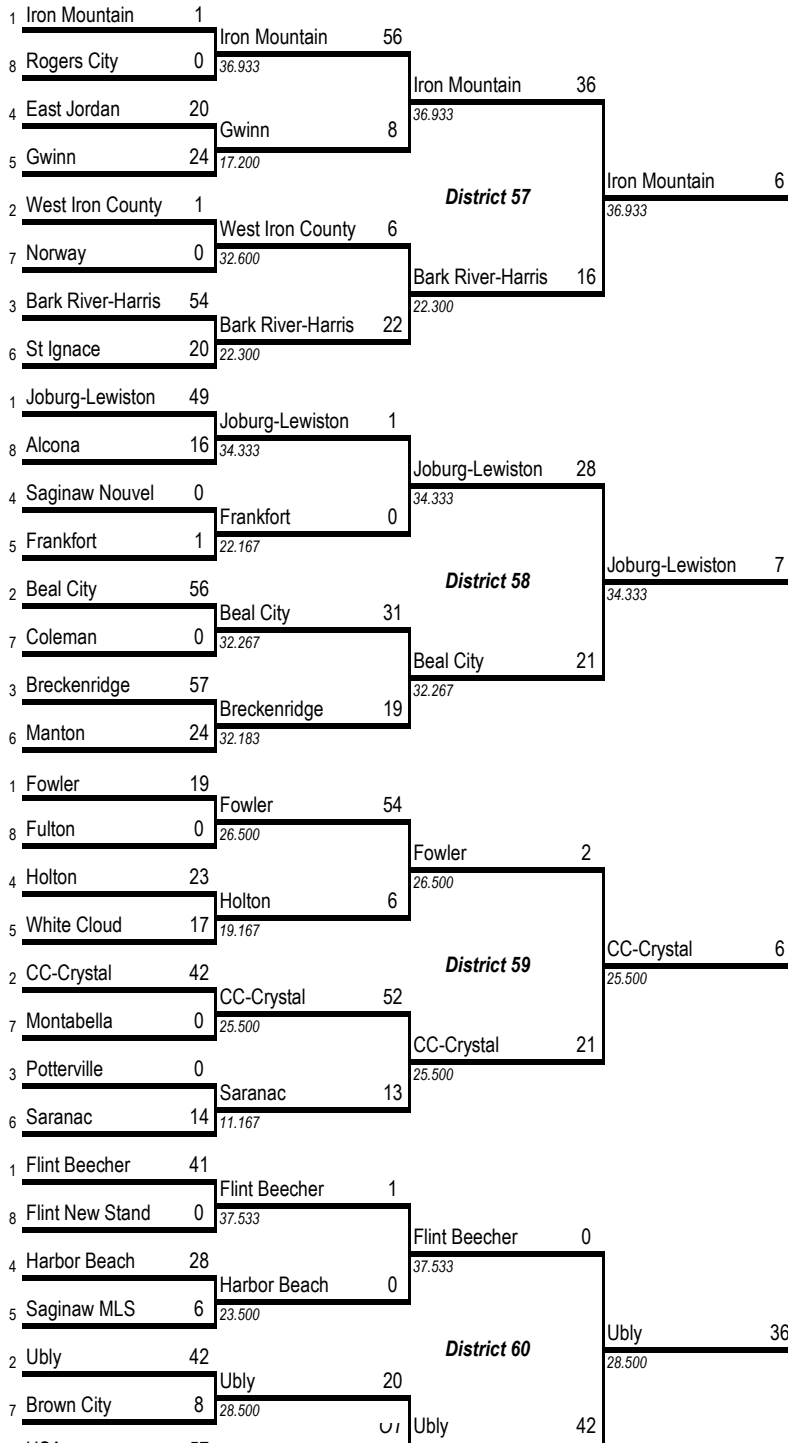 1 Iron Mountain 1
Iron Mountain 56
8 Rogers City 0 36.933
Iron Mountain 36
4 East Jordan 20 36.933
Gwinn 8
5 Gwinn 24 17.200
Iron Mountain 6
2 West Iron County 1 District 57 36.933
West Iron County 6
7 Norway 0 32.600
Bark River-Harris 16
3 Bark River-Harris 54 22.300
Bark River-Harris 22
6 St Ignace 20 22.300
1 Joburg-Lewiston 49
Joburg-Lewiston 1
8 Alcona 16 34.333
Joburg-Lewiston 28
4 Saginaw Nouvel 0 34.333
Frankfort 0
5 Frankfort 1 22.167
Joburg-Lewiston 7
2 Beal City 56 District 58 34.333
Beal City 31
7 Coleman 0 32.267
Beal City 21
3 Breckenridge 57 32.267
Breckenridge 19
6 Manton 24 32.183
1 Fowler 19
Fowler 54
8 Fulton 0 26.500
Fowler 2
4 Holton 23 26.500
Holton 6
5 White Cloud 17 19.167
CC-Crystal 6
2 CC-Crystal 42 District 59 25.500
CC-Crystal 52
7 Montabella 0 25.500
CC-Crystal 21
3 Potterville 0 25.500
Saranac 13
6 Saranac 14 11.167
1 Flint Beecher 41
Flint Beecher 1
8 Flint New Stand 0 37.533
Flint Beecher 0
4 Harbor Beach 28 37.533
Harbor Beach 0
5 Saginaw MLS 6 23.500
Ubly 36
2 Ubly 42 District 60 28.500
Ubly 20
7 Brown City 8 28.500
Ubly 42